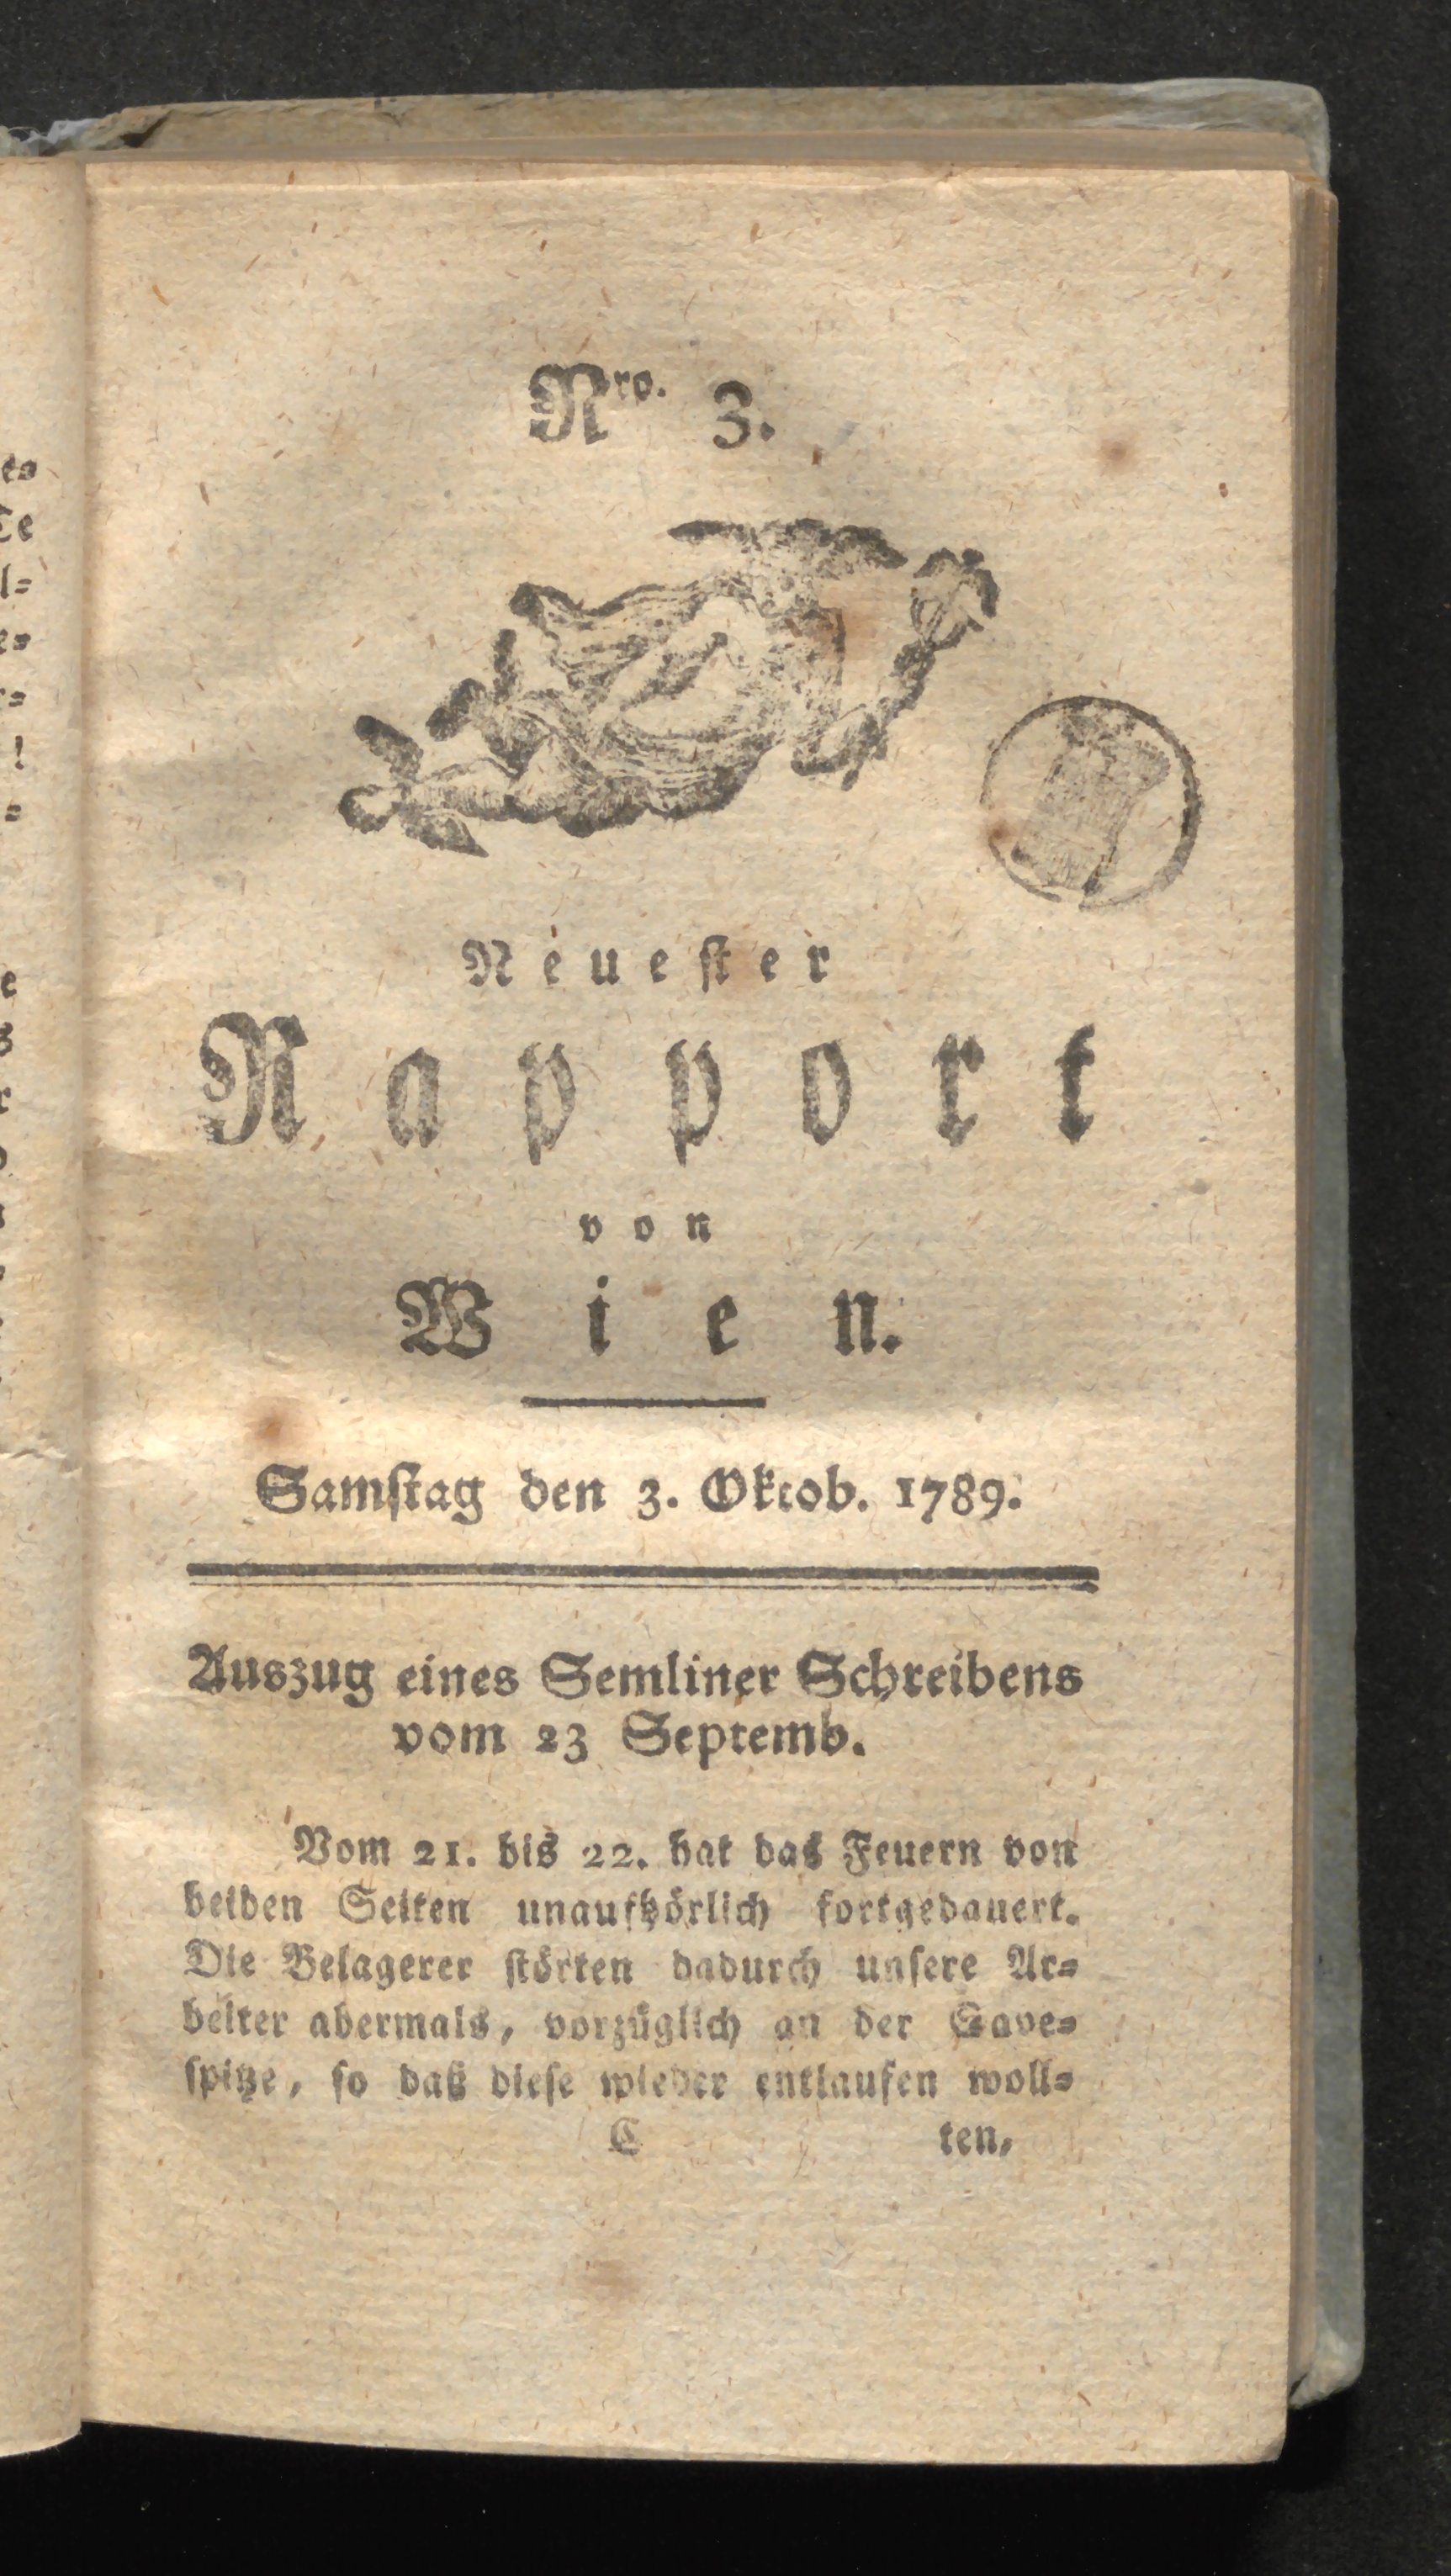 Nro. 3.
Neuester
Rapport
von
Wien.
Samstag den 3. Oktob. 1789.
Auszug eines Semliner Schreibens
vom 23 Septemb.
Vom 21. bis 22. hat das Feuern von
beiden Seiten unaufhörlich fortgedauert.
Die Belagerer störten dadurch unsere Ar=
beiter abermals, vorzüglich an der Save=
spitze, so daß diese wieder entlaufen woll=
C ten,